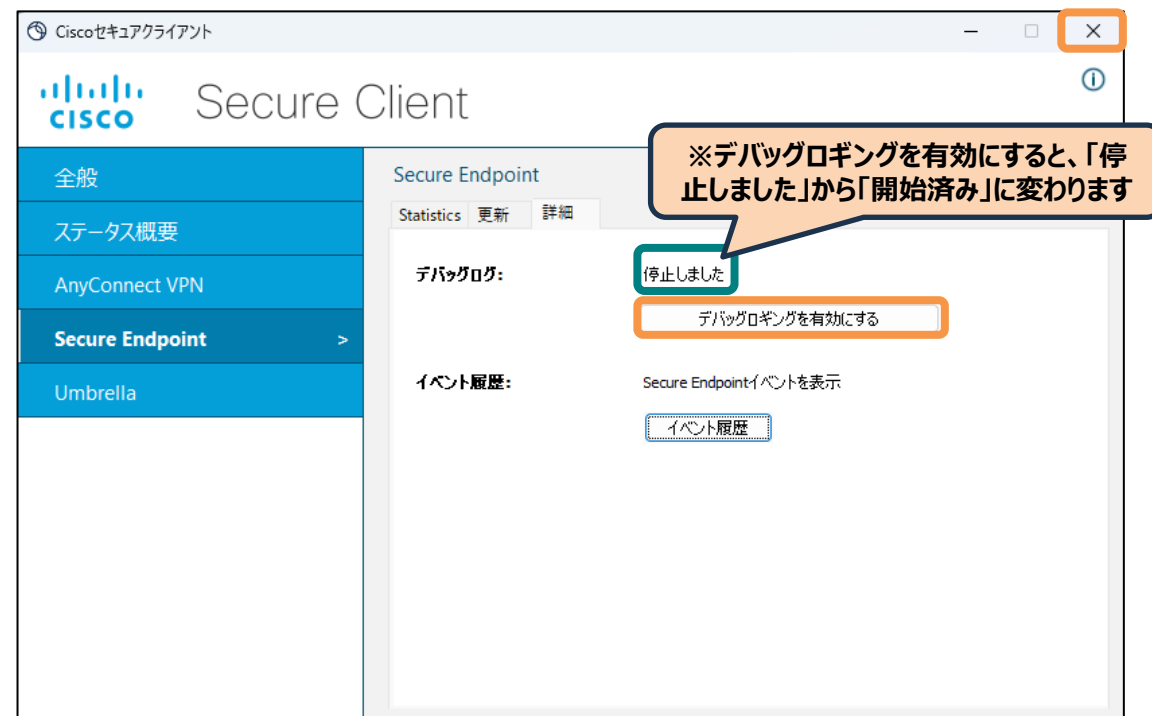 Ciscoセキュアクライアント
CISCO
Secure Client
※デバッグロギングを有効にすると、「停
止しました」から「開始済み」に変わります
全般
ステータス概要
AnyConnect VPN
Secure Endpoint >
Umbrella
Secure Endpoint
Statistics 更新 詳細
デバッグログ: 停止しました
デバッグロギングを有効にする
イベント履歴: Secure Endpointイベントを表示
イベント履歴